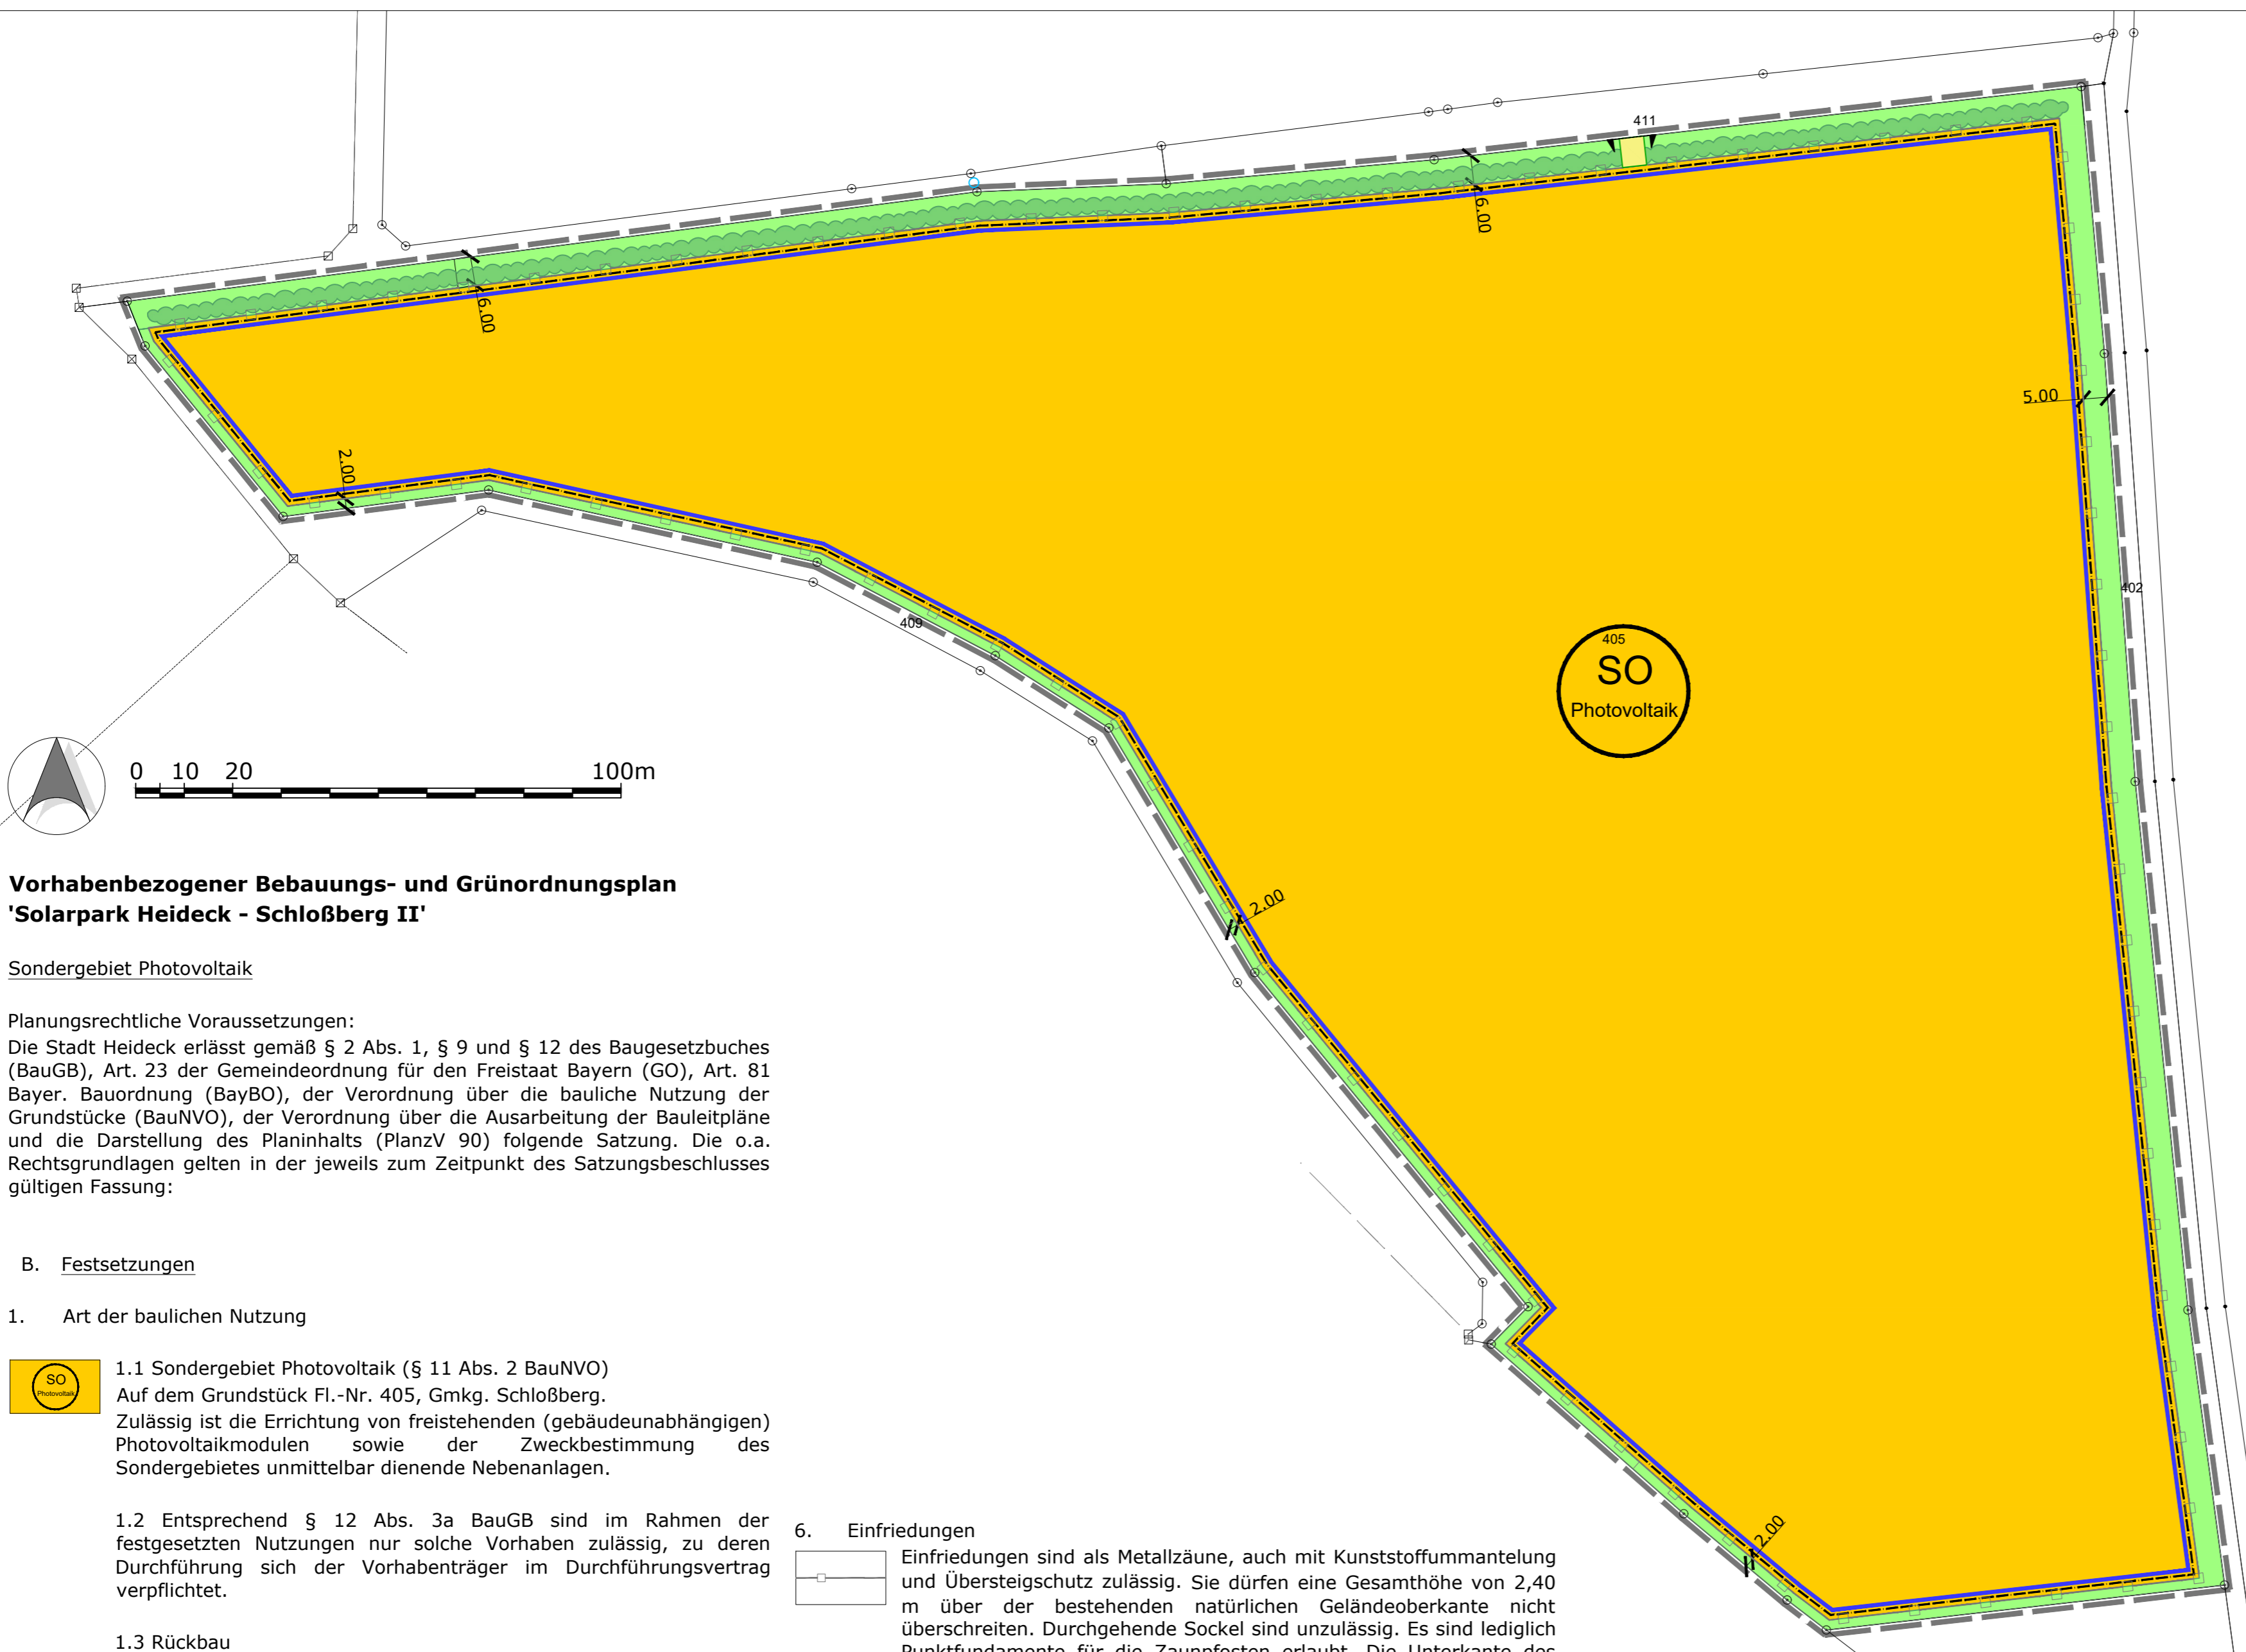 411
6.00
6.00
5.00
2.00
402
409
405
SO
Photovoltaik
0 10 20 100m
2.00
2.00
Vorhabenbezogener Bebauungs- und Grünordnungsplan
'Solarpark Heideck - Schloßberg II'
Sondergebiet Photovoltaik
Planungsrechtliche Voraussetzungen:
Die Stadt Heideck erlässt gemäß § 2 Abs. 1, § 9 und § 12 des Baugesetzbuches
(BauGB), Art. 23 der Gemeindeordnung für den Freistaat Bayern (GO), Art. 81
Bayer. Bauordnung (BayBO), der Verordnung über die bauliche Nutzung der
Grundstücke (BauNVO), der Verordnung über die Ausarbeitung der Bauleitpläne
und die Darstellung des Planinhalts (PlanzV 90) folgende Satzung. Die o.a.
Rechtsgrundlagen gelten in der jeweils zum Zeitpunkt des Satzungsbeschlusses
gültigen Fassung:
B. Festsetzungen
1. Art der baulichen Nutzung
SO
Photovoltaik
1.1 Sondergebiet Photovoltaik (§ 11 Abs. 2 BauNVO)
Auf dem Grundstück Fl.-Nr. 405, Gmkg. Schloßberg.
Zulässig ist die Errichtung von freistehenden (gebäudeunabhängigen)
Photovoltaikmodulen sowie der Zweckbestimmung des
Sondergebietes unmittelbar dienende Nebenanlagen.
1.2 Entsprechend § 12 Abs. 3a BauGB sind im Rahmen der
festgesetzten Nutzungen nur solche Vorhaben zulässig, zu deren
Durchführung sich der Vorhabenträger im Durchführungsvertrag
verpflichtet.
1.3 Rückbau
6. Einfriedungen
Einfriedungen sind als Metallzäune, auch mit Kunststoffummantelung
und Übersteigschutz zulässig. Sie dürfen eine Gesamthöhe von 2,40
m über der bestehenden natürlichen Geländeoberkante nicht
überschreiten. Durchgehende Sockel sind unzulässig. Es sind lediglich
Punktfundamente für die Zaunpfosten erlaubt. Die Unterkante des